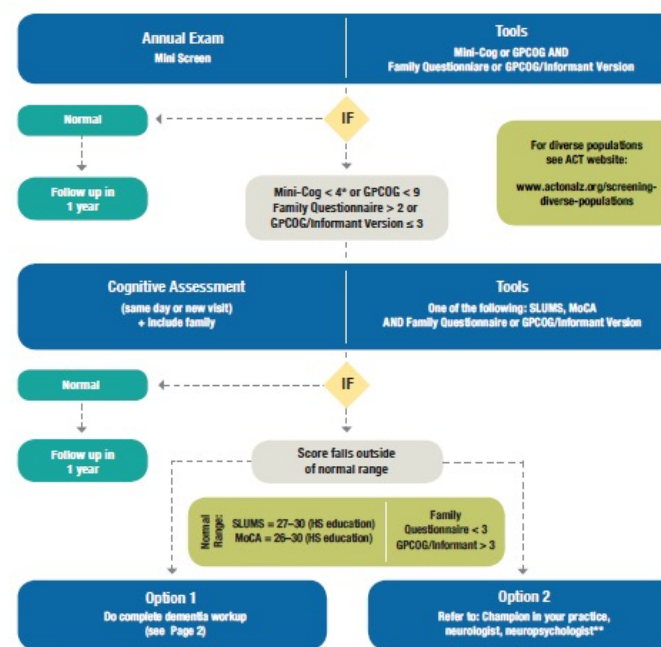 Annual Exam
Mini Screen
Tools
Mini-Cog or GPCOG AND
Family Questionniare or GPCOG/Informant Version
Normal
IF
Follow up in
1 year
Mini-Cog < 4* or GPCOG < 9
Family Questionnaire > 2 or
GPCOG/Informant Version ≤ 3
For diverse populations
see ACT website:
www.actonalz.org/screening-
diverse-populations
Cognitive Assessment
(same day or new visit)
+ include family
Tools
One of the following: SLUMS, MoCA
AND Family Questionnaire or GPCOG/Informant Version
Normal
IF
Follow up in
1 year
Score falls outside
of normal range
Normal
Range:
SLUMS = 27–30 (HS education)
MoCA = 26–30 (HS education)
Family
Questionnaire < 3
GPCOG/Informant > 3
Option 1
Do complete dementia workup
(see Page 2)
Option 2
Refer to: Champion in your practice,
neurologist, neuropsychologist**